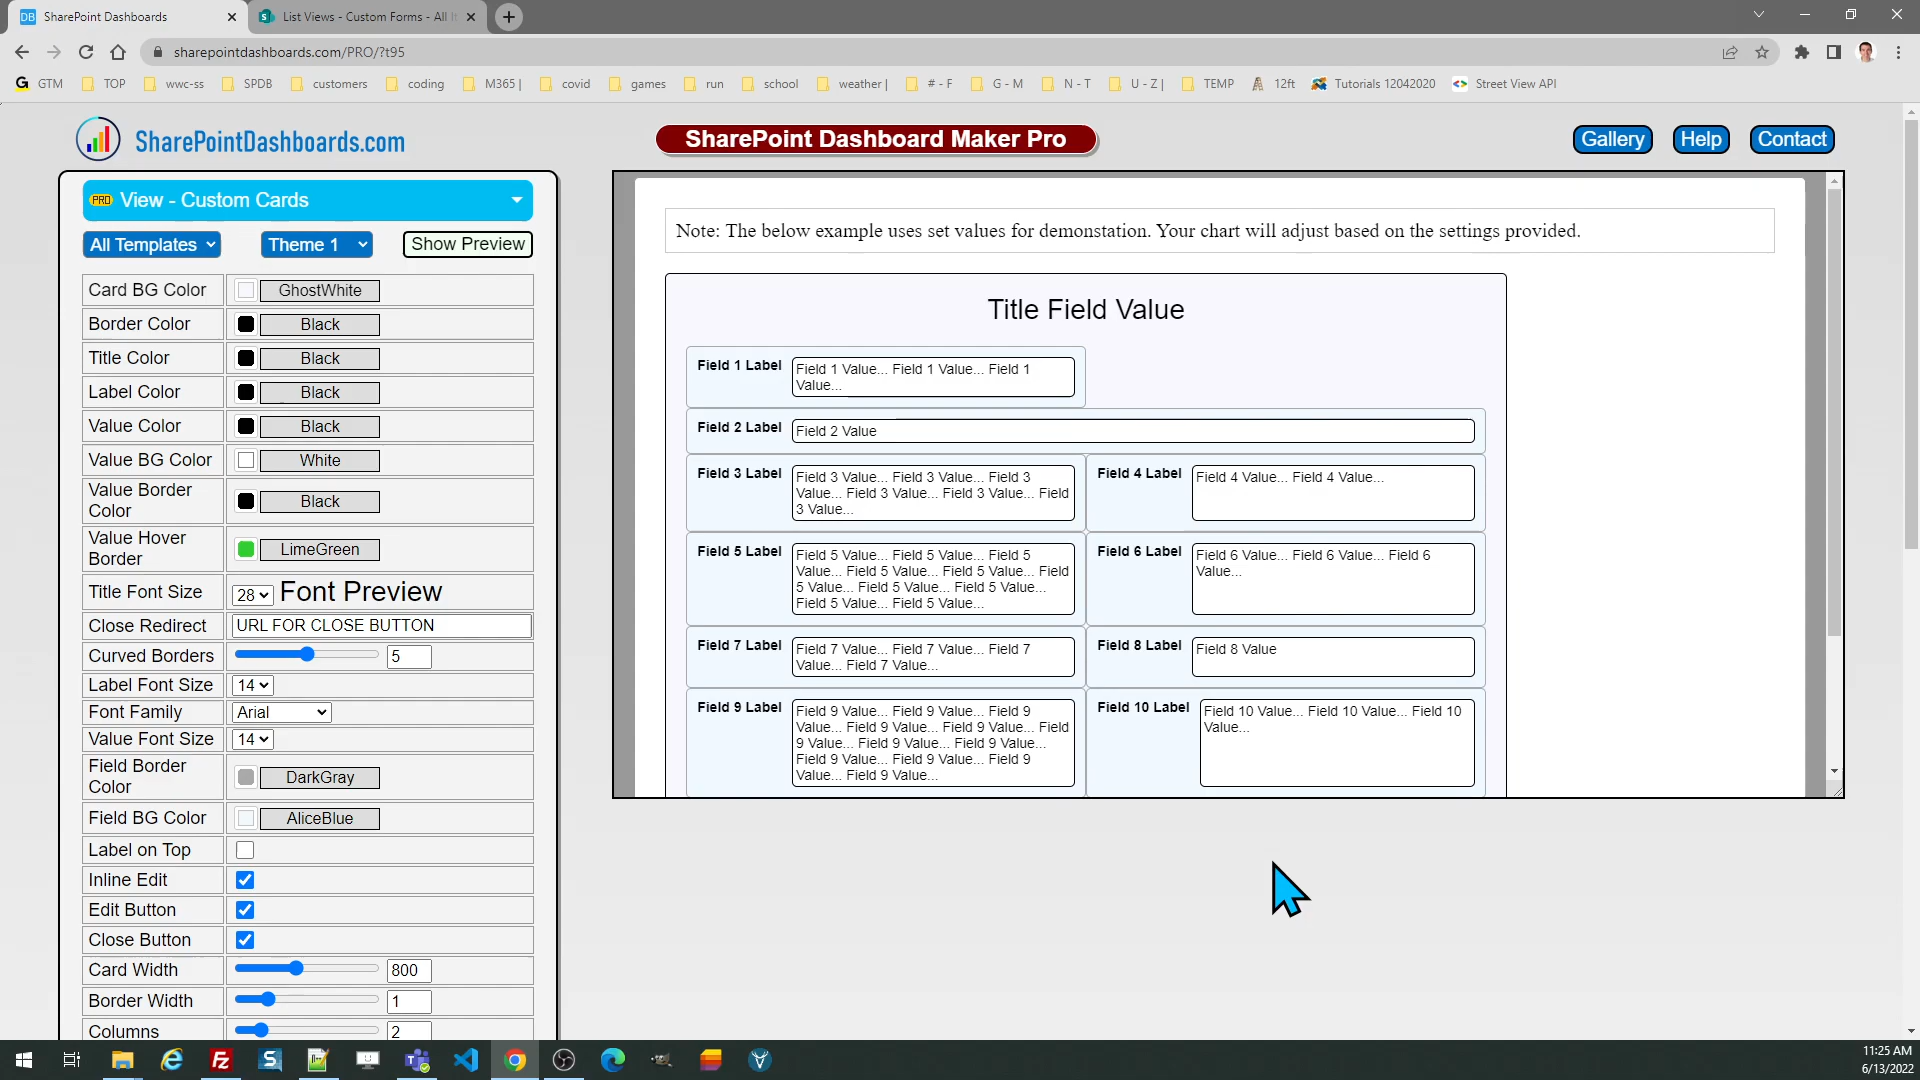 SharePoint Dashboards
List Views - Custom Forms - All It
sharepointdashboards.com/PRO/?t95
GTM
TOP
wwc-ss
SPDB
customers
coding
M365 |
covid
games
run
school
weather |
# - F
G - M
N - T
U - Z |
TEMP
12ft
Tutorials 12042020
Street View API
SharePointDashboards.com
SharePoint Dashboard Maker Pro
Gallery
Help
Contact
PRO View - Custom Cards
All Templates
Theme 1
Show Preview
Card BG Color GhostWhite
Border Color Black
Title Color Black
Label Color Black
Value Color Black
Value BG Color White
Value Border
Color
Black
Value Hover
Border
LimeGreen
Title Font Size 28 Font Preview
Close Redirect URL FOR CLOSE BUTTON
Curved Borders 5
Label Font Size 14
Font Family Arial
Value Font Size 14
Field Border
Color
DarkGray
Field BG Color AliceBlue
Label on Top
Inline Edit
Edit Button
Close Button
Card Width 800
Border Width 1
Columns 2
Note: The below example uses set values for demonstation. Your chart will adjust based on the settings provided.
Title Field Value
Field 1 Label
Field 1 Value... Field 1 Value... Field 1
Value...
Field 2 Label
Field 2 Value
Field 3 Label
Field 3 Value... Field 3 Value... Field 3
Value... Field 3 Value... Field 3 Value... Field
3 Value...
Field 4 Label
Field 4 Value... Field 4 Value...
Field 5 Label
Field 5 Value... Field 5 Value... Field 5
Value... Field 5 Value... Field 5 Value... Field
5 Value... Field 5 Value... Field 5 Value...
Field 5 Value... Field 5 Value...
Field 6 Label
Field 6 Value... Field 6 Value... Field 6
Value...
Field 7 Label
Field 7 Value... Field 7 Value... Field 7
Value... Field 7 Value...
Field 8 Label
Field 8 Value
Field 9 Label
Field 9 Value... Field 9 Value... Field 9
Value... Field 9 Value... Field 9 Value... Field
9 Value... Field 9 Value... Field 9 Value...
Field 9 Value... Field 9 Value... Field 9
Value... Field 9 Value...
Field 10 Label
Field 10 Value... Field 10 Value... Field 10
Value...
11:25 AM
6/13/2022